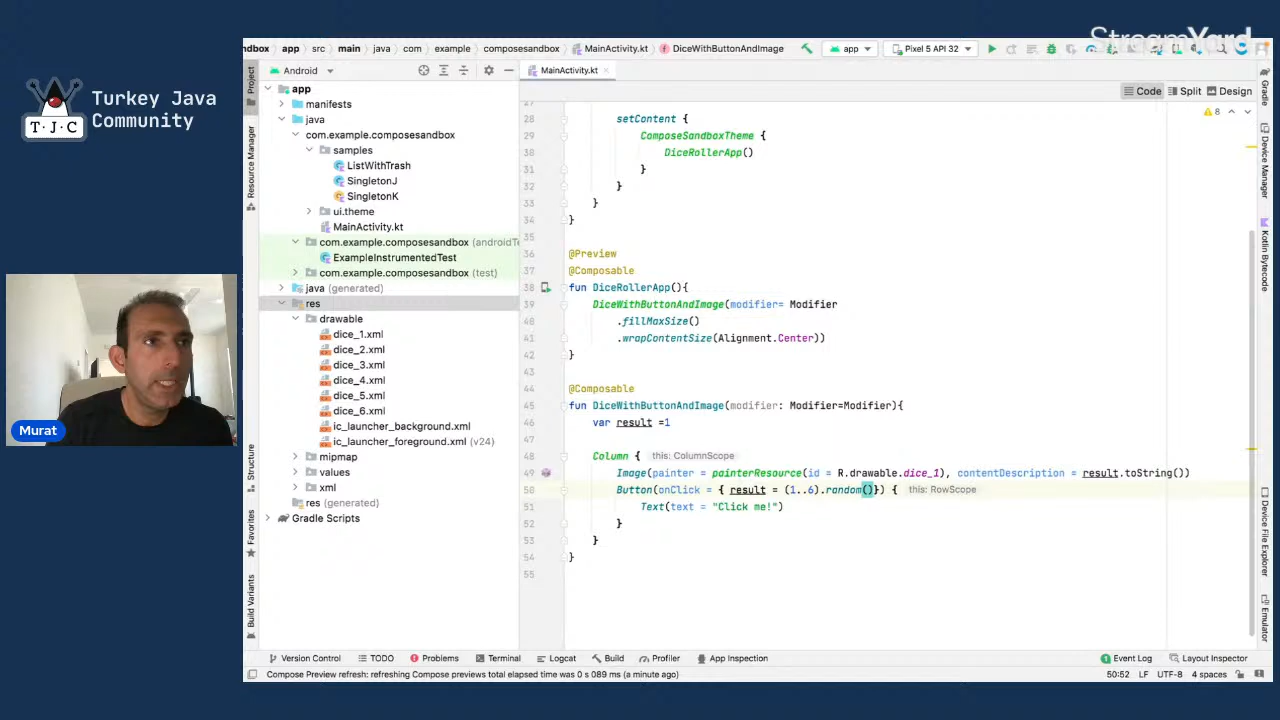 StreamYard
Turkey Java
Community
T·J·C
Murat
ndbox app src main java com example composesandbox MainActivity.kt DiceWithButtonAndImage app Pixel 5 API 32
Android
MainActivity.kt
Code Split Design
Project
Resource Manager
Structure
Favorites
Build Variants
app
manifests
java
com.example.composesandbox
samples
ListWithTrash
SingletonJ
SingletonK
ui.theme
MainActivity.kt
com.example.composesandbox (androidTe
ExampleInstrumentedTest
com.example.composesandbox (test)
java (generated)
res
drawable
dice_1.xml
dice_2.xml
dice_3.xml
dice_4.xml
dice_5.xml
dice_6.xml
ic_launcher_background.xml
ic_launcher_foreground.xml (v24)
mipmap
values
xml
res (generated)
Gradle Scripts
8
27
28 setContent {
29 ComposeSandboxTheme {
30 DiceRollerApp()
31 }
32 }
33 }
34 }
35
36 @Preview
37 @Composable
38 fun DiceRollerApp(){
39 DiceWithButtonAndImage(modifier= Modifier
40 .fillMaxSize()
41 .wrapContentSize(Alignment.Center))
42 }
43
44 @Composable
45 fun DiceWithButtonAndImage(modifier: Modifier=Modifier){
46 var result =1
47
48 Column { this: ColumnScope
49 Image(painter = painterResource(id = R.drawable.dice_1), contentDescription = result.toString())
50 Button(onClick = { result = (1..6).random()}) { this: RowScope
51 Text(text = "Click me!")
52 }
53 }
54 }
55
Gradle
Device Manager
Kotlin Bytecode
Device File Explorer
Emulator
Version Control TODO Problems Terminal Logcat Build Profiler App Inspection Event Log Layout Inspector
Compose Preview refresh: refreshing Compose previews total elapsed time was 0 s 089 ms (a minute ago) 50:52 LF UTF-8 4 spaces